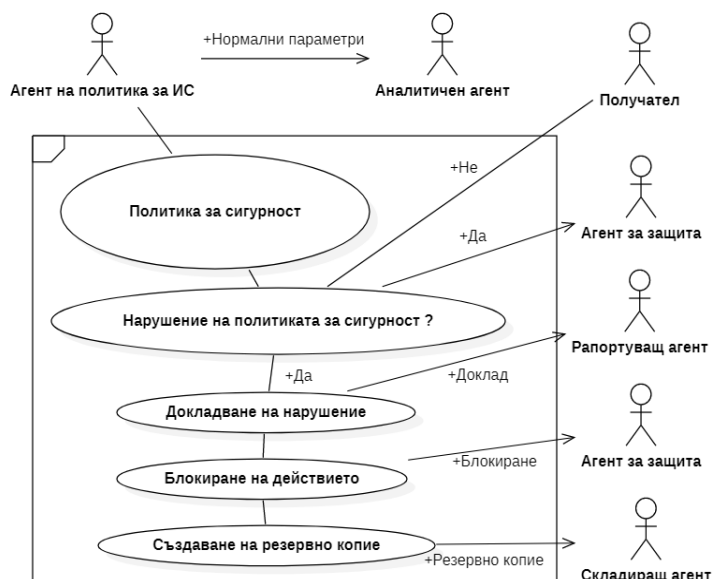 +Нормални параметри
Агент на политика за ИС
Аналитичен агент
Получател
+Не
Политика за сигурност
+Да
Агент за защита
Нарушение на политиката за сигурност ?
Рапортуващ агент
+Да
+Доклад
Докладване на нарушение
+Блокиране
Агент за защита
Блокиране на действието
Създаване на резервно копие
+Резервно копие
Складиращ агент